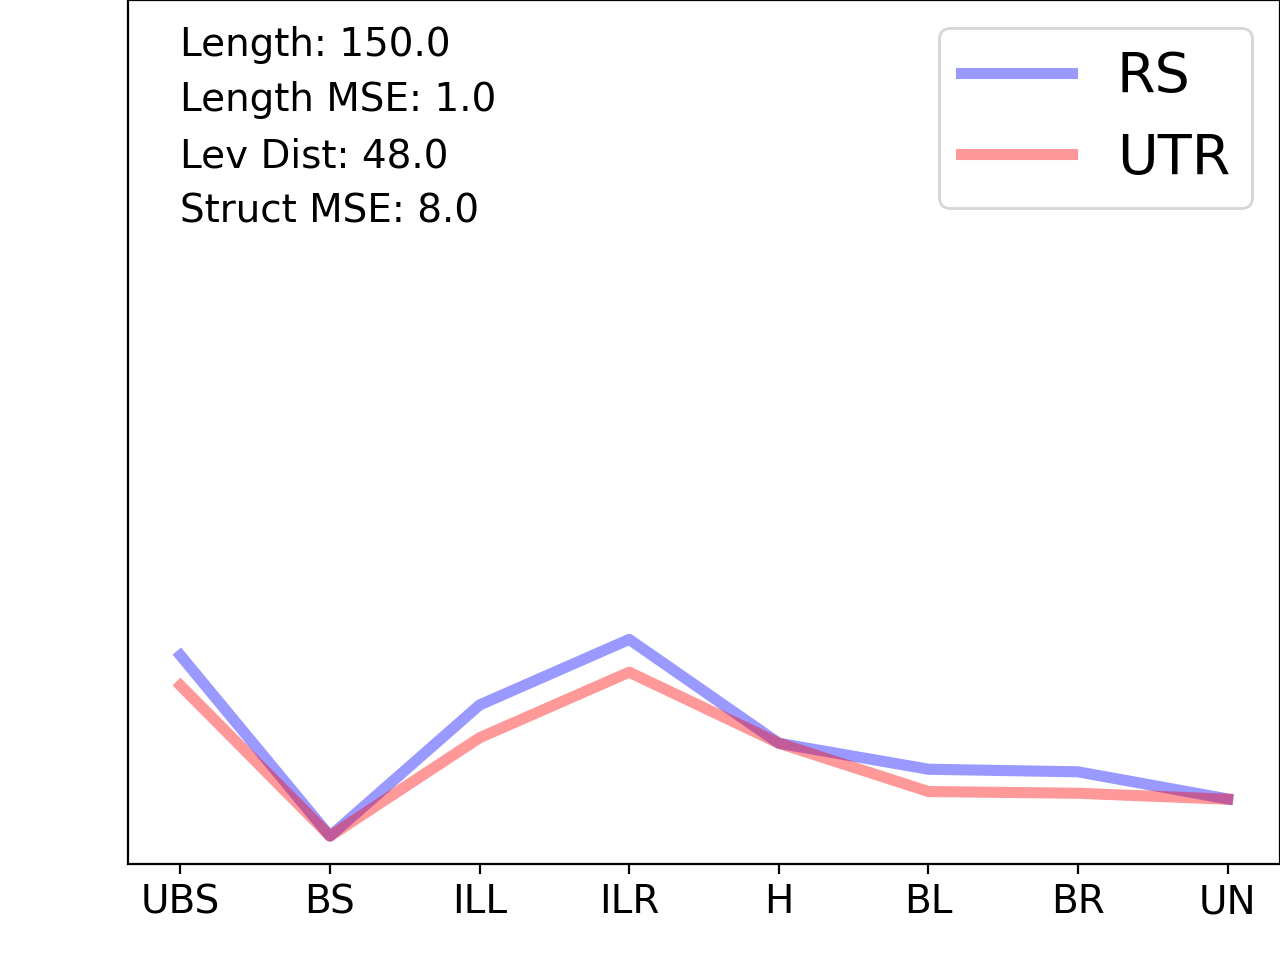 Length: 150.0
Length MSE: 1.0
Lev Dist: 48.0
Struct MSE: 8.0
RS
UTR
UBS BS ILL ILR H BL BR UN